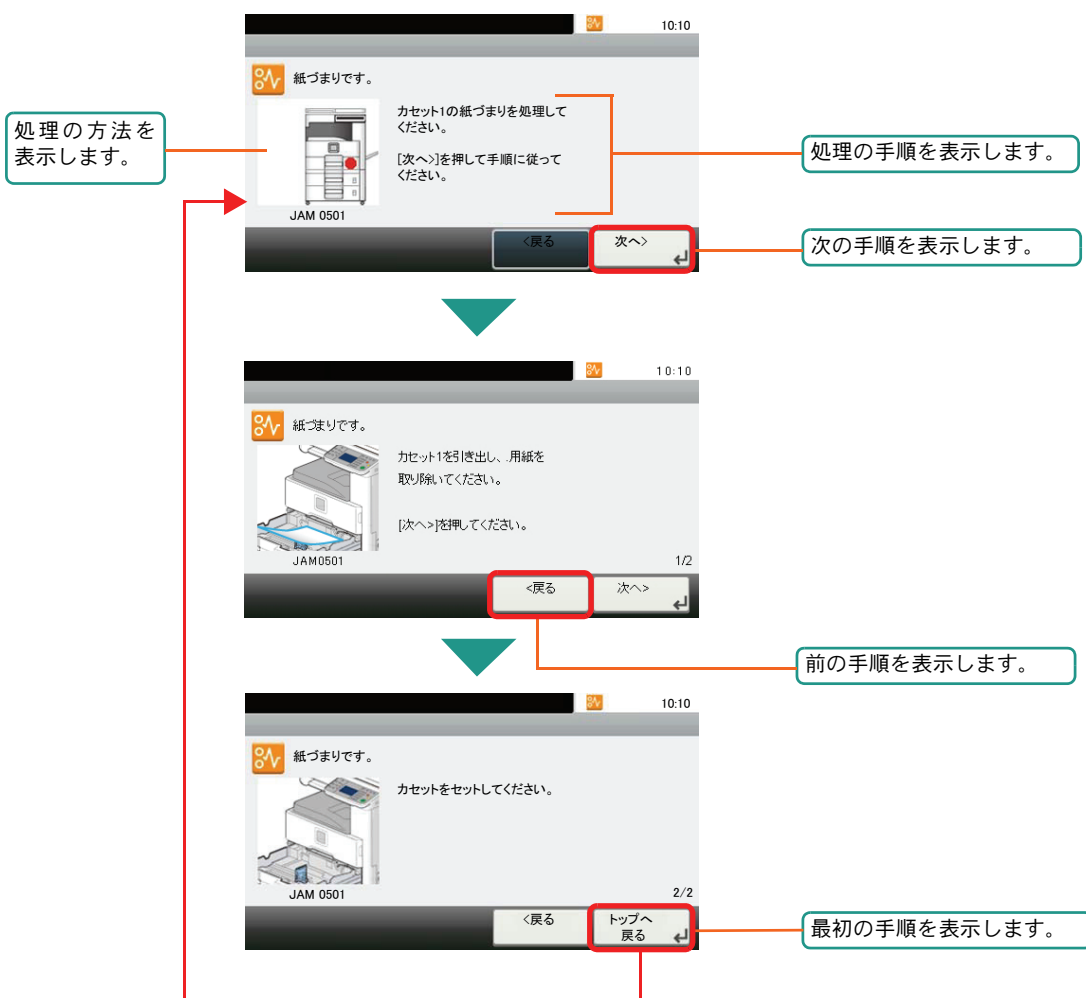 10:10
紙づまりです。
処理の方法を
表示します。
カセット1の紙づまりを処理して
ください。
[次へ>]を押して手順に従って
ください。
処理の手順を表示します。
JAM 0501
<戻る
次へ>
次の手順を表示します。
10:10
紙づまりです。
カセット1を引き出し、.用紙を
取り除いてください。
[次へ>]を押してください。
JAM0501
1/2
<戻る
次へ>
前の手順を表示します。
10:10
紙づまりです。
カセットをセットしてください。
JAM 0501
2/2
<戻る
トップへ
戻る
最初の手順を表示します。